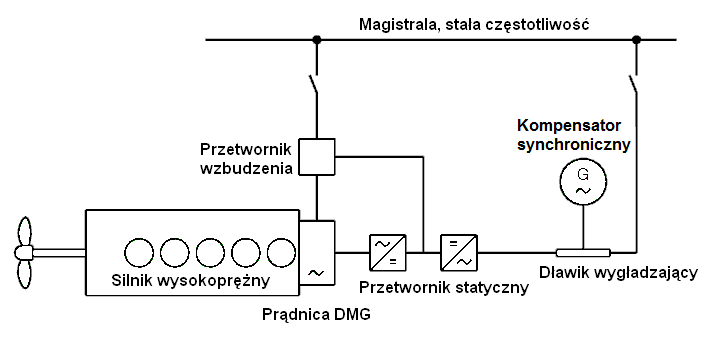 Magistrala, stała częstotliwość
Kompensator
synchroniczny
Przetwornik
wzbudzenia
G
~
~
=
=
~
~
Silnik wysokoprężny
Przetwornik statyczny
Dławik wygładzający
Prądnica DMG